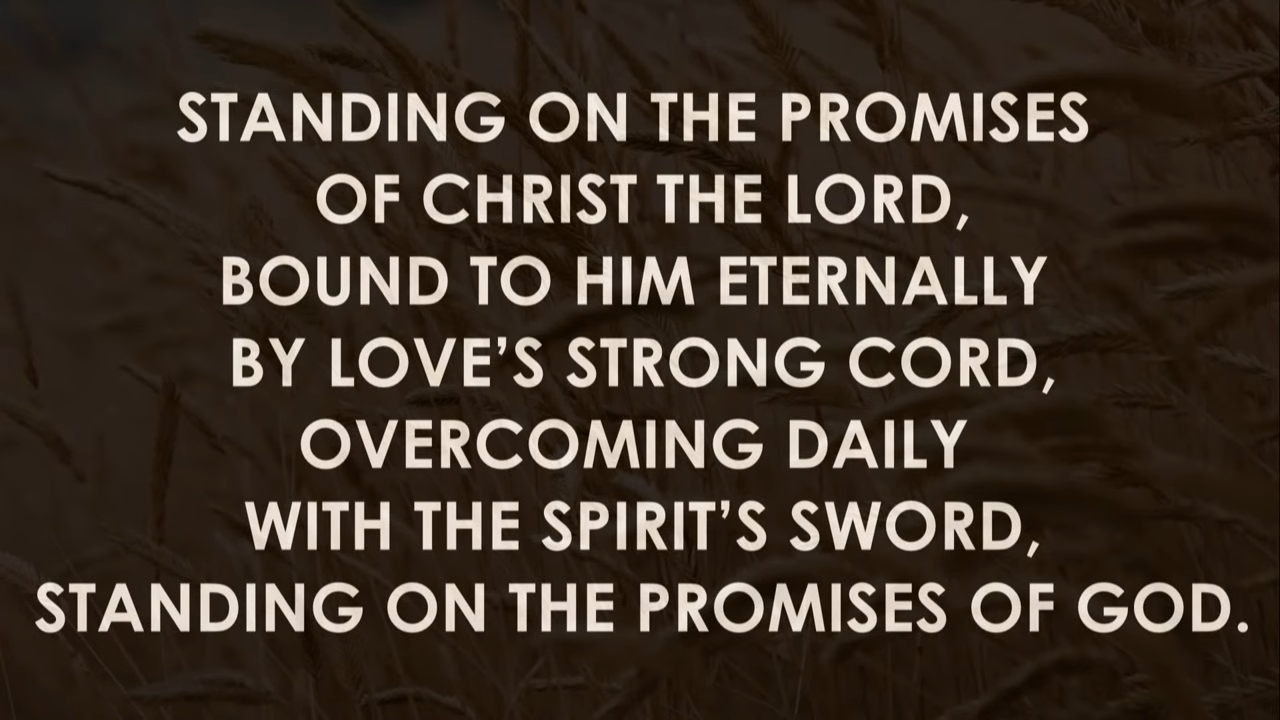 STANDING ON THE PROMISES
OF CHRIST THE LORD,
BOUND TO HIM ETERNALLY
BY LOVE’S STRONG CORD,
OVERCOMING DAILY
WITH THE SPIRIT’S SWORD,
STANDING ON THE PROMISES OF GOD.